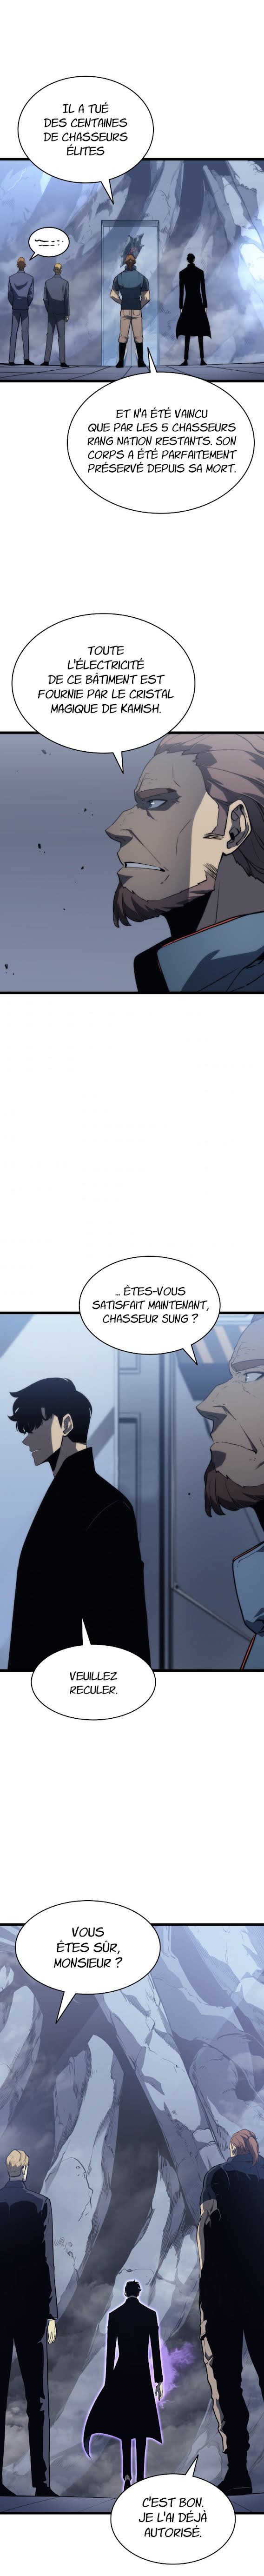 IL A TUÉ
DES CENTAINES
DE CHASSEURS
ÉLITES
ET N'A ÉTÉ VAINCU
QUE PAR LES 5 CHASSEURS
RANG NATION RESTANTS. SON
CORPS A ÉTÉ PARFAITEMENT
PRÉSERVÉ DEPUIS SA MORT.
TOUTE
L'ÉLECTRICITÉ
DE CE BÂTIMENT EST
FOURNIE PAR LE CRISTAL
MAGIQUE DE KAMISH.
... ÊTES-VOUS
SATISFAIT MAINTENANT,
CHASSEUR SUNG ?
VEUILLEZ
RECULER.
VOUS
ÊTES SÛR,
MONSIEUR ?
C'EST BON.
JE L'AI DÉJÀ
AUTORISÉ.